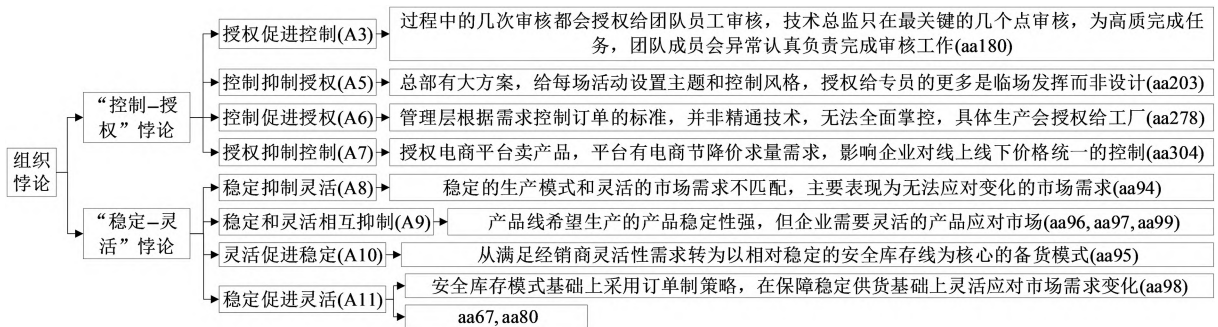 组织
悖论
“控制–授
权”悖论
授权促进控制(A3)
过程中的几次审核都会授权给团队员工审核，技术总监只在最关键的几个点审核，为高质完成任
务，团队成员会异常认真负责完成审核工作(aa180)
控制抑制授权(A5)
总部有大方案，给每场活动设置主题和控制风格，授权给专员的更多是临场发挥而非设计(aa203)
控制促进授权(A6)
管理层根据需求控制订单的标准，并非精通技术，无法全面掌控，具体生产会授权给工厂(aa278)
授权抑制控制(A7)
授权电商平台卖产品，平台有电商节降价求量需求，影响企业对线上线下价格统一的控制(aa304)
“稳定–灵
活”悖论
稳定抑制灵活(A8)
稳定的生产模式和灵活的市场需求不匹配，主要表现为无法应对变化的市场需求(aa94)
稳定和灵活相互抑制(A9)
产品线希望生产的产品稳定性强，但企业需要灵活的产品应对市场(aa96,aa97,aa99)
灵活促进稳定(A10)
从满足经销商灵活性需求转为以相对稳定的安全库存线为核心的备货模式(aa95)
稳定促进灵活(A11)
安全库存模式基础上采用订单制策略，在保障稳定供货基础上灵活应对市场需求变化(aa98)
aa67,aa80